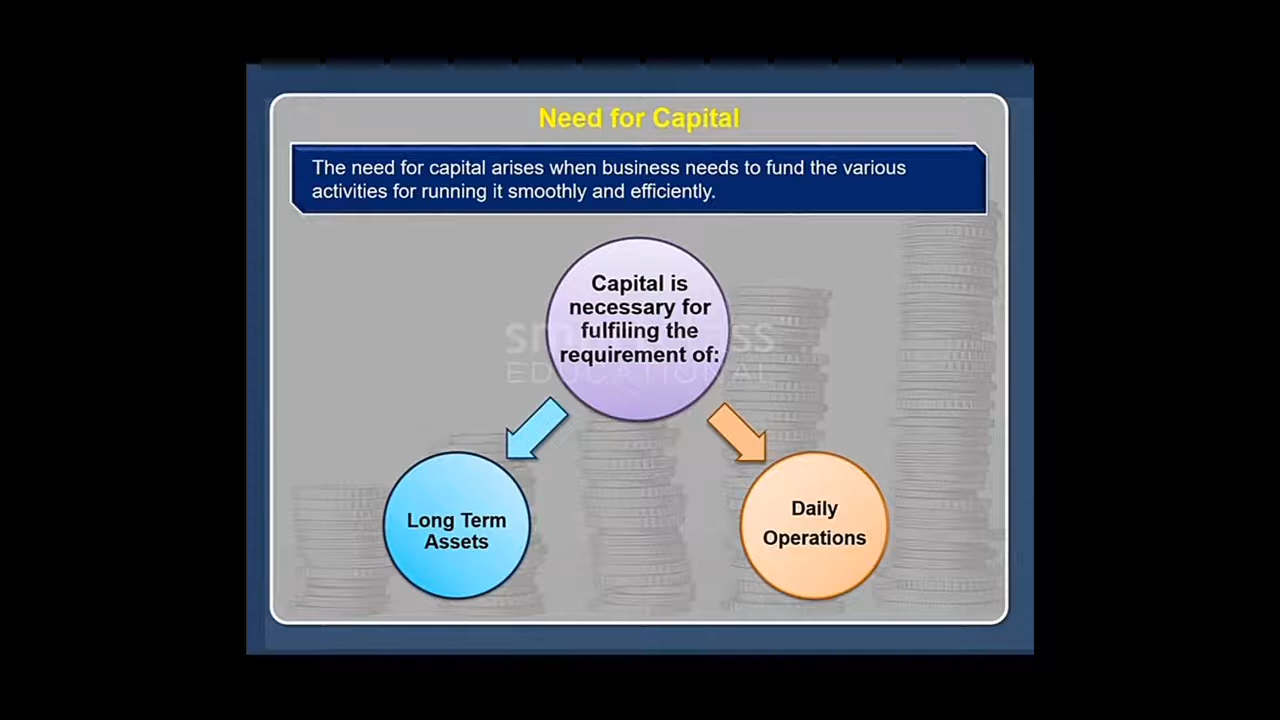 Need for Capital
The need for capital arises when business needs to fund the various
activities for running it smoothly and efficiently.
Capital is
necessary for
fulfiling the
requirement of:
EDUCATIONAL
Long Term
Assets
Daily
Operations